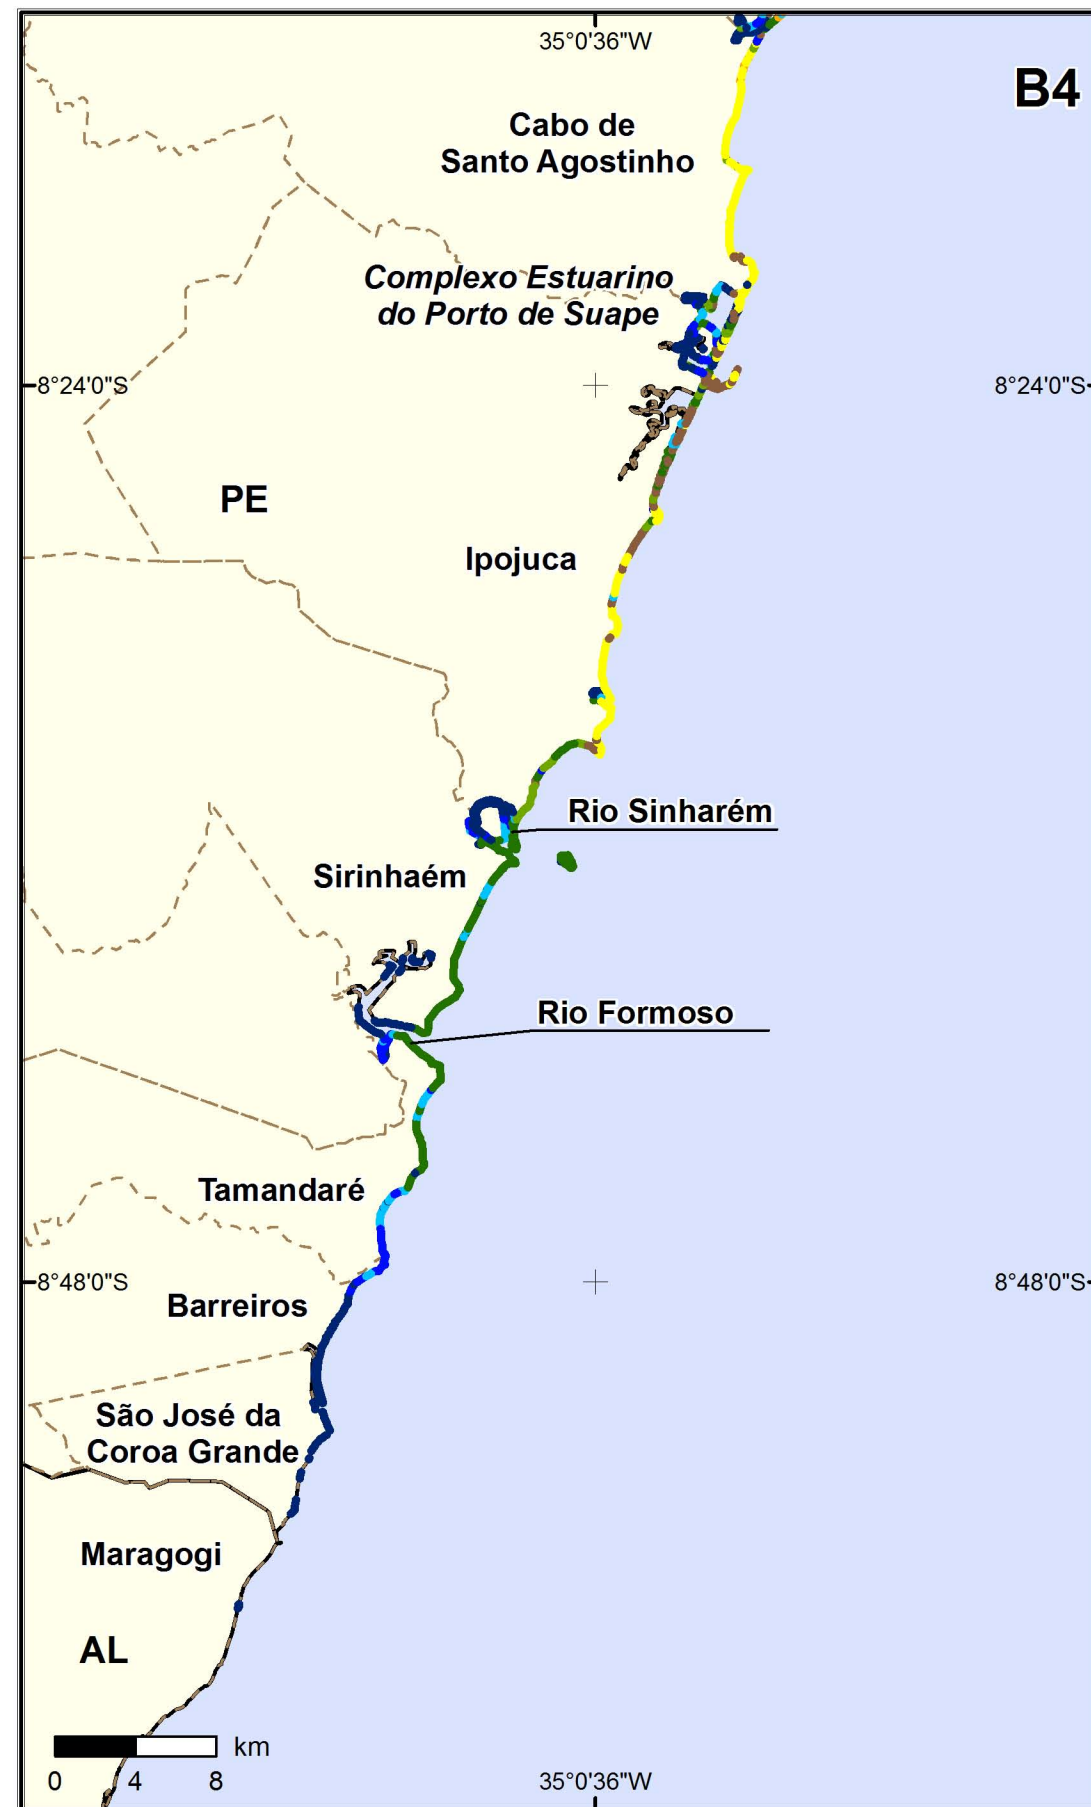 35°0'36"W
B4
Cabo de
Santo Agostinho
Complexo Estuarino
do Porto de Suape
8°24'0"S
8°24'0"S
PE
Ipojuca
Rio Sinharém
Sirinhaém
Rio Formoso
Tamandaré
8°48'0"S
8°48'0"S
Barreiros
São José da
Coroa Grande
Maragogi
AL
km
0 4 8
35°0'36"W